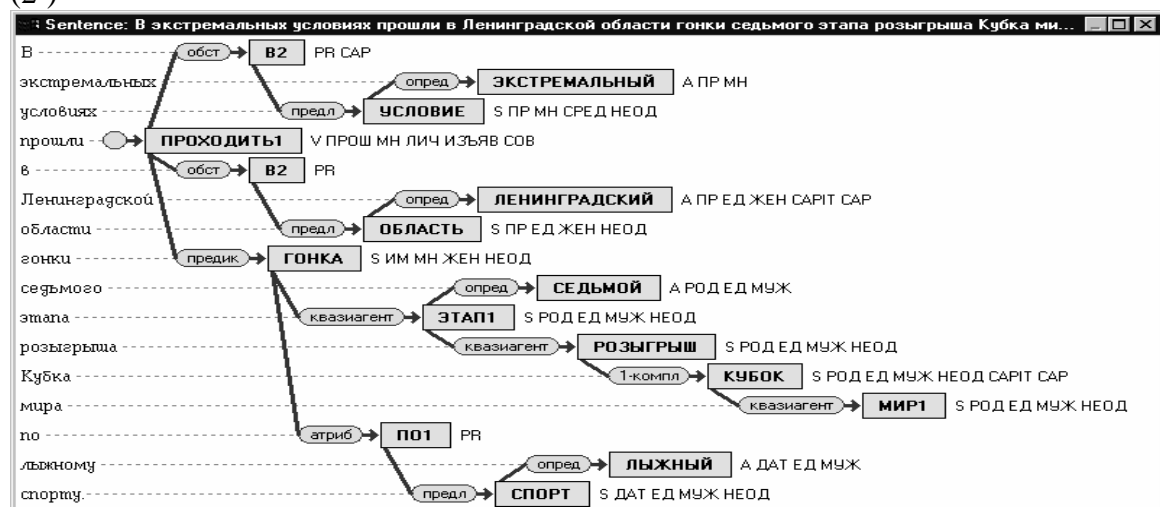 (2')
Sentence: В экстремальных условиях прошли в Ленинградской области гонки седьмого этапа розыгрыша Кубка ми...
В обст В2 PR CAP
экстремальных опред ЭКСТРЕМАЛЬНЫЙ А ПР МН
условиях предл УСЛОВИЕ S ПР МН СРЕД НЕОД
прошли ПРОХОДИТЬ1 V ПРОШ МН ЛИЧ ИЗЪЯВ СОВ
в обст В2 PR
Ленинградской опред ЛЕНИНГРАДСКИЙ А ПР ЕД ЖЕН CAPIT CAP
области предл ОБЛАСТЬ S ПР ЕД ЖЕН НЕОД
гонки предик ГОНКА S ИМ МН ЖЕН НЕОД
седьмого опред СЕДЬМОЙ А РОД ЕД МУЖ
этапа квазиагент ЭТАП1 S РОД ЕД МУЖ НЕОД
розыгрыша квазиагент РОЗЫГРЫШ S РОД ЕД МУЖ НЕОД
Кубка 1-компл КУБОК S РОД ЕД МУЖ НЕОД CAPIT CAP
мира квазиагент МИР1 S РОД ЕД МУЖ НЕОД
по атриб ПО1 PR
лыжному опред ЛЫЖНЫЙ А ДАТ ЕД МУЖ
спорту. предл СПОРТ S ДАТ ЕД МУЖ НЕОД